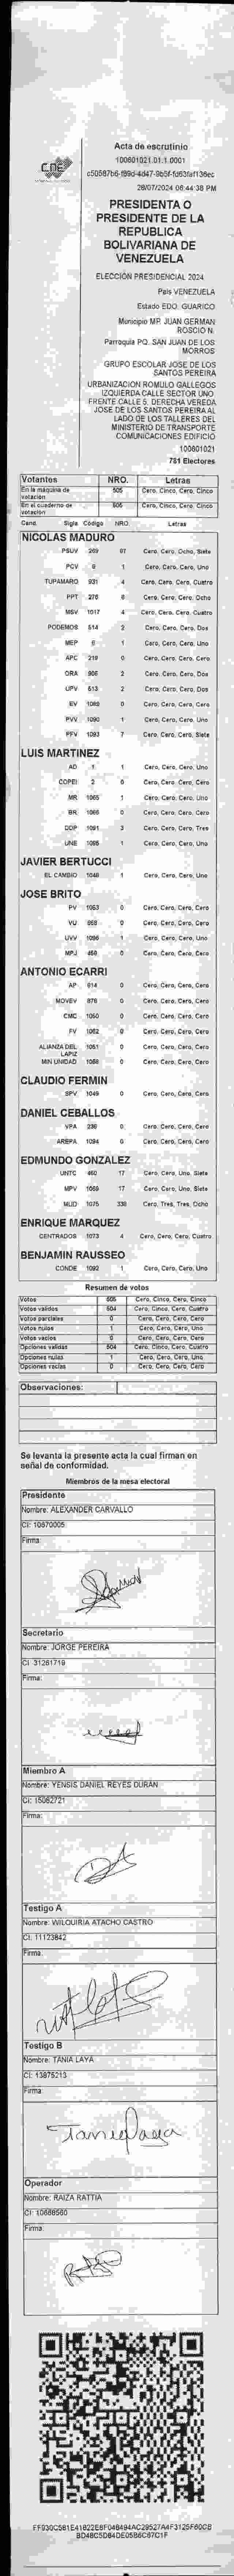 CNE
Acta de escrutinio
100601021.01.1.0001
28/07/2024 06:44:38 PM
PRESIDENTA O
PRESIDENTE DE LA
REPUBLICA
BOLIVARIANA DE
VENEZUELA
ELECCIÓN PRESIDENCIAL 2024
País VENEZUELA
Estado EDO. GUARICO
Municipio MP. JUAN GERMAN
ROSCIO N.
Parroquia PQ. SAN JUAN DE LOS
MORROS
GRUPO ESCOLAR JOSE DE LOS
SANTOS PEREIRA
URBANIZACION ROMULO GALLEGOS
IZQUIERDA CALLE SECTOR UNO.
FRENTE CALLE 5. DERECHA VEREDA
JOSE DE LOS SANTOS PEREIRA AL
LADO DE LOS TALLERES DEL
MINISTERIO DE TRANSPORTE
COMUNICACIONES EDIFICIO
100601021
781 Electores
Votantes NRO. Letras
En la máquina de votación 505 Cero, Cinco, Cero, Cinco
En el cuaderno de votación 505 Cero, Cinco, Cero, Cinco
Cand. Sigla Código NRO. Letras
NICOLAS MADURO
PSUV 269 87 Cero, Cero, Ocho, Siete
PCV 8 1 Cero, Cero, Cero, Uno
TUPAMARO 931 4 Cero, Cero, Cero, Cuatro
PPT 276 8 Cero, Cero, Cero, Ocho
MSV 1017 4 Cero, Cero, Cero, Cuatro
PODEMOS 514 2 Cero, Cero, Cero, Dos
MEP 6 1 Cero, Cero, Cero, Uno
APC 219 0 Cero, Cero, Cero, Cero
ORA 906 2 Cero, Cero, Cero, Dos
UPV 513 2 Cero, Cero, Cero, Dos
EV 1089 0 Cero, Cero, Cero, Cero
PVV 1090 1 Cero, Cero, Cero, Uno
PFV 1093 7 Cero, Cero, Cero, Siete
LUIS MARTINEZ
AD 1 1 Cero, Cero, Cero, Uno
COPEI 2 0 Cero, Cero, Cero, Cero
MR 1065 1 Cero, Cero, Cero, Uno
BR 1066 0 Cero, Cero, Cero, Cero
DDP 1091 3 Cero, Cero, Cero, Tres
UNE 1095 1 Cero, Cero, Cero, Uno
JAVIER BERTUCCI
EL CAMBIO 1048 1 Cero, Cero, Cero, Uno
JOSE BRITO
PV 1053 0 Cero, Cero, Cero, Cero
VU 959 0 Cero, Cero, Cero, Cero
UVV 1096 1 Cero, Cero, Cero, Uno
MPJ 458 0 Cero, Cero, Cero, Cero
ANTONIO ECARRI
AP 914 0 Cero, Cero, Cero, Cero
MOVEV 876 0 Cero, Cero, Cero, Cero
CMC 1050 0 Cero, Cero, Cero, Cero
FV 1062 0 Cero, Cero, Cero, Cero
ALIANZA DEL LAPIZ 1051 0 Cero, Cero, Cero, Cero
MIN UNIDAD 1058 0 Cero, Cero, Cero, Cero
CLAUDIO FERMIN
SPV 1049 0 Cero, Cero, Cero, Cero
DANIEL CEBALLOS
VPA 238 0 Cero, Cero, Cero, Cero
AREPA 1094 0 Cero, Cero, Cero, Cero
EDMUNDO GONZALEZ
UNTC 460 17 Cero, Cero, Uno, Siete
MPV 1069 17 Cero, Cero, Uno, Siete
MUD 1075 338 Cero, Tres, Tres, Ocho
ENRIQUE MARQUEZ
CENTRADOS 1073 4 Cero, Cero, Cero, Cuatro
BENJAMIN RAUSSEO
CONDE 1092 1 Cero, Cero, Cero, Uno
Resumen de votos
Votos 505 Cero, Cinco, Cero, Cinco
Votos válidos 504 Cero, Cinco, Cero, Cuatro
Votos parciales 0 Cero, Cero, Cero, Cero
Votos nulos 1 Cero, Cero, Cero, Uno
Votos vacíos 0 Cero, Cero, Cero, Cero
Opciones válidas 504 Cero, Cinco, Cero, Cuatro
Opciones nulas 1 Cero, Cero, Cero, Uno
Opciones vacías 0 Cero, Cero, Cero, Cero
Observaciones:
Se levanta la presente acta la cual firman en
señal de conformidad.
Miembros de la mesa electoral
Presidente
Nombre: ALEXANDER CARVALLO
CI: 10670005
Firma:
Secretario
Nombre: JORGE PEREIRA
CI: 31281719
Firma:
Miembro A
Nombre: YENSIS DANIEL REYES DURAN
CI: 15082721
Firma:
Testigo A
Nombre: WILQUIRIA ATACHO CASTRO
CI: 11123842
Firma:
Testigo B
Nombre: TANIA LAYA
CI: 13875213
Firma:
Tania Laya
Operador
Nombre: RAIZA RATTIA
CI: 10668560
Firma: